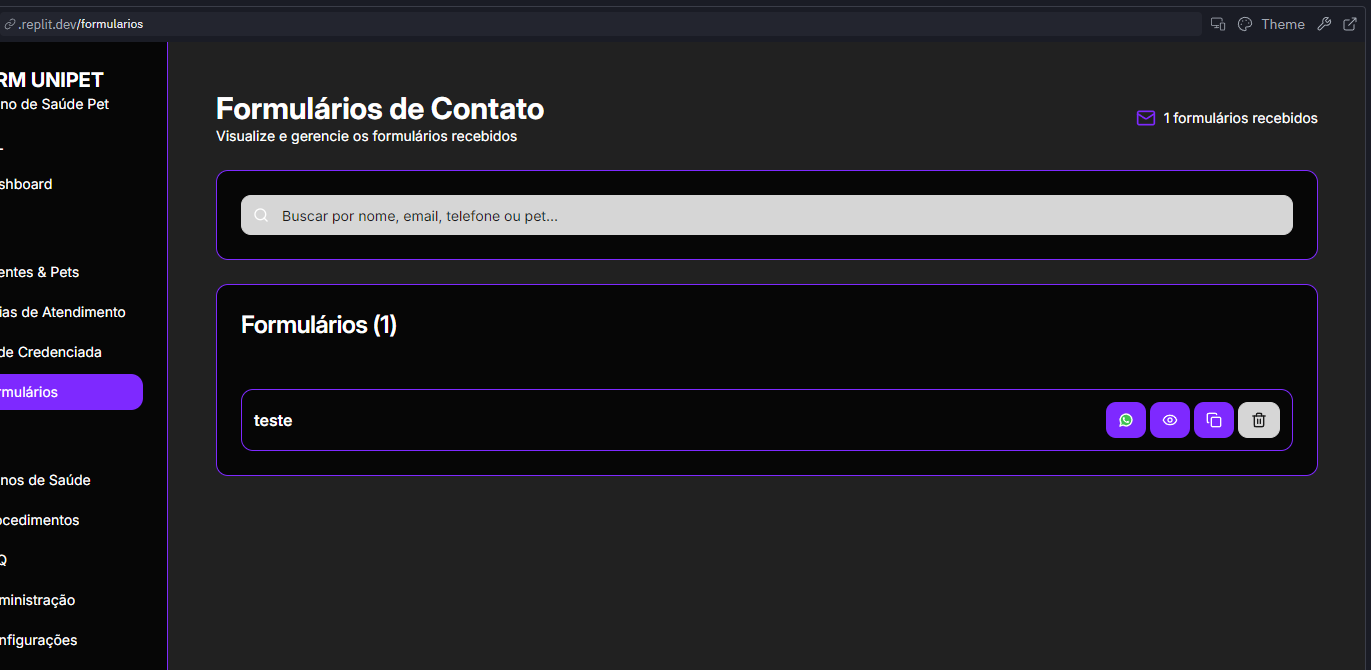 .replit.dev/formularios
Theme
RM UNIPET
no de Saúde Pet
L
shboard
entes & Pets
ias de Atendimento
de Credenciada
rmulários
nos de Saúde
ocedimentos
Q
ministração
nfigurações
Formulários de Contato
Visualize e gerencie os formulários recebidos
1 formulários recebidos
Buscar por nome, email, telefone ou pet...
Formulários (1)
teste